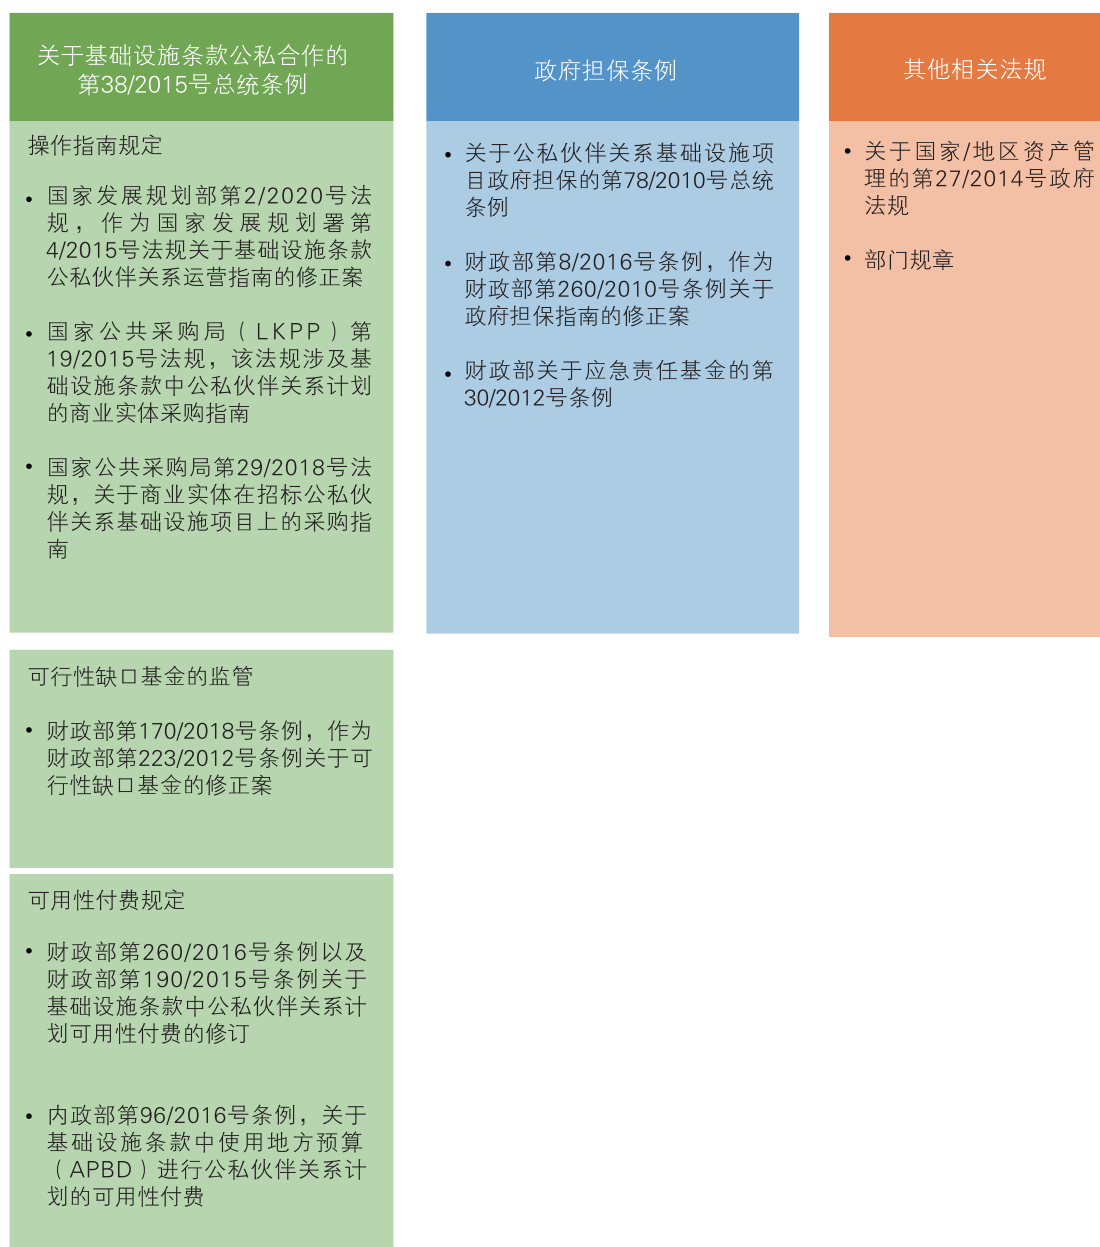 关于基础设施条款公私合作的
第38/2015号总统条例
操作指南规定
• 国家发展规划部第2/2020号法
规，作为国家发展规划署第
4/2015号法规关于基础设施条款
公私伙伴关系运营指南的修正案
• 国家公共采购局（LKPP）第
19/2015号法规，该法规涉及基
础设施条款中公私伙伴关系计划
的商业实体采购指南
• 国家公共采购局第29/2018号法
规，关于商业实体在招标公私伙
伴关系基础设施项目上的采购指
南
可行性缺口基金的监管
• 财政部第170/2018号条例，作为
财政部第223/2012号条例关于可
行性缺口基金的修正案
可用性付费规定
• 财政部第260/2016号条例以及
财政部第190/2015号条例关于
基础设施条款中公私伙伴关系计
划可用性付费的修订
• 内政部第96/2016号条例，关于
基础设施条款中使用地方预算
（APBD）进行公私伙伴关系计
划的可用性付费
政府担保条例
• 关于公私伙伴关系基础设施项
目政府担保的第78/2010号总统
条例
• 财政部第8/2016号条例，作为
财政部第260/2010号条例关于
政府担保指南的修正案
• 财政部关于应急责任基金的第
30/2012号条例
其他相关法规
• 关于国家/地区资产管
理的第27/2014号政府
法规
• 部门规章